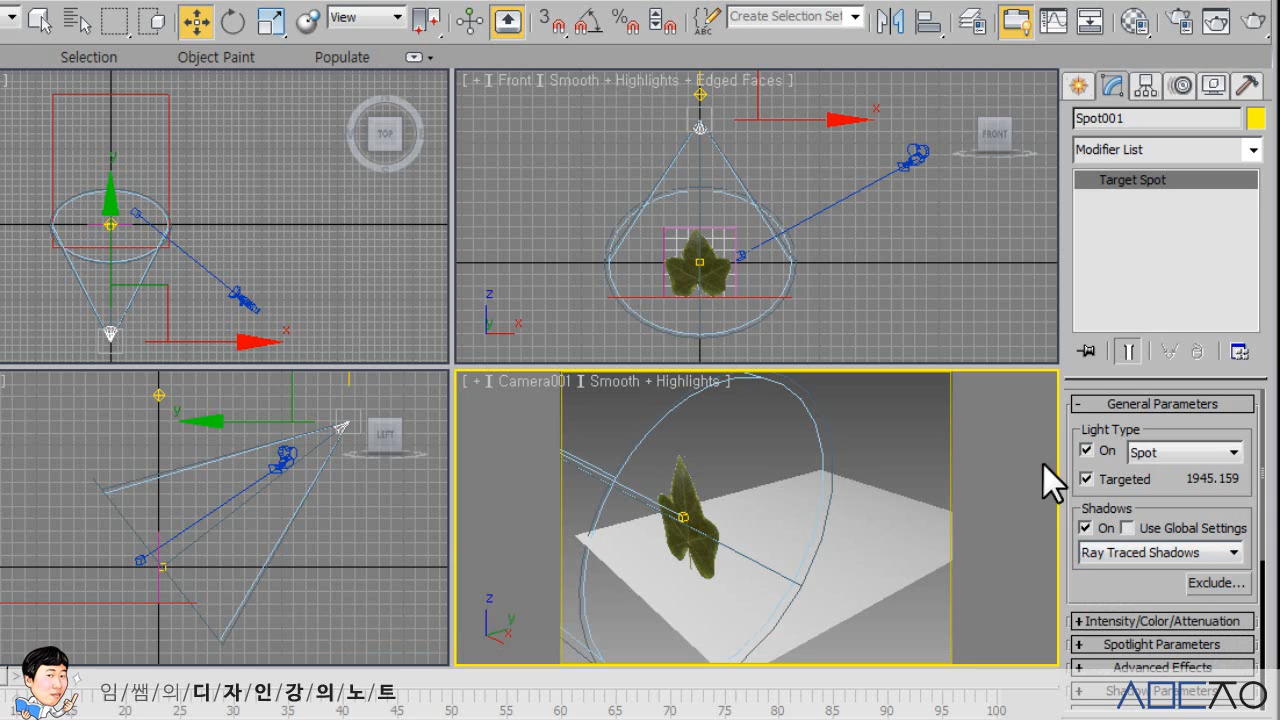 View
3
%
ABC
Create Selection Set
Selection
Object Paint
Populate
]
TOP
y
x
[ + ] Front ] Smooth + Highlights + Edged Faces ]
x
FRONT
z
y
x
Spot001
Modifier List
Target Spot
]
y
LEFT
[ + ] Camera001 ] Smooth + Highlights ]
z
y
x
- General Parameters
Light Type
On
Spot
Targeted
1945.159
Shadows
On
Use Global Settings
Ray Traced Shadows
Exclude...
+ Intensity/Color/Attenuation
+ Spotlight Parameters
+ Advanced Effects
+ Shadow Parameters
임/쌤/의/디/자/인/강/의/노/트
20 25 30 35 40 45 50 55 60 65 70 75 80 85 90 95 100